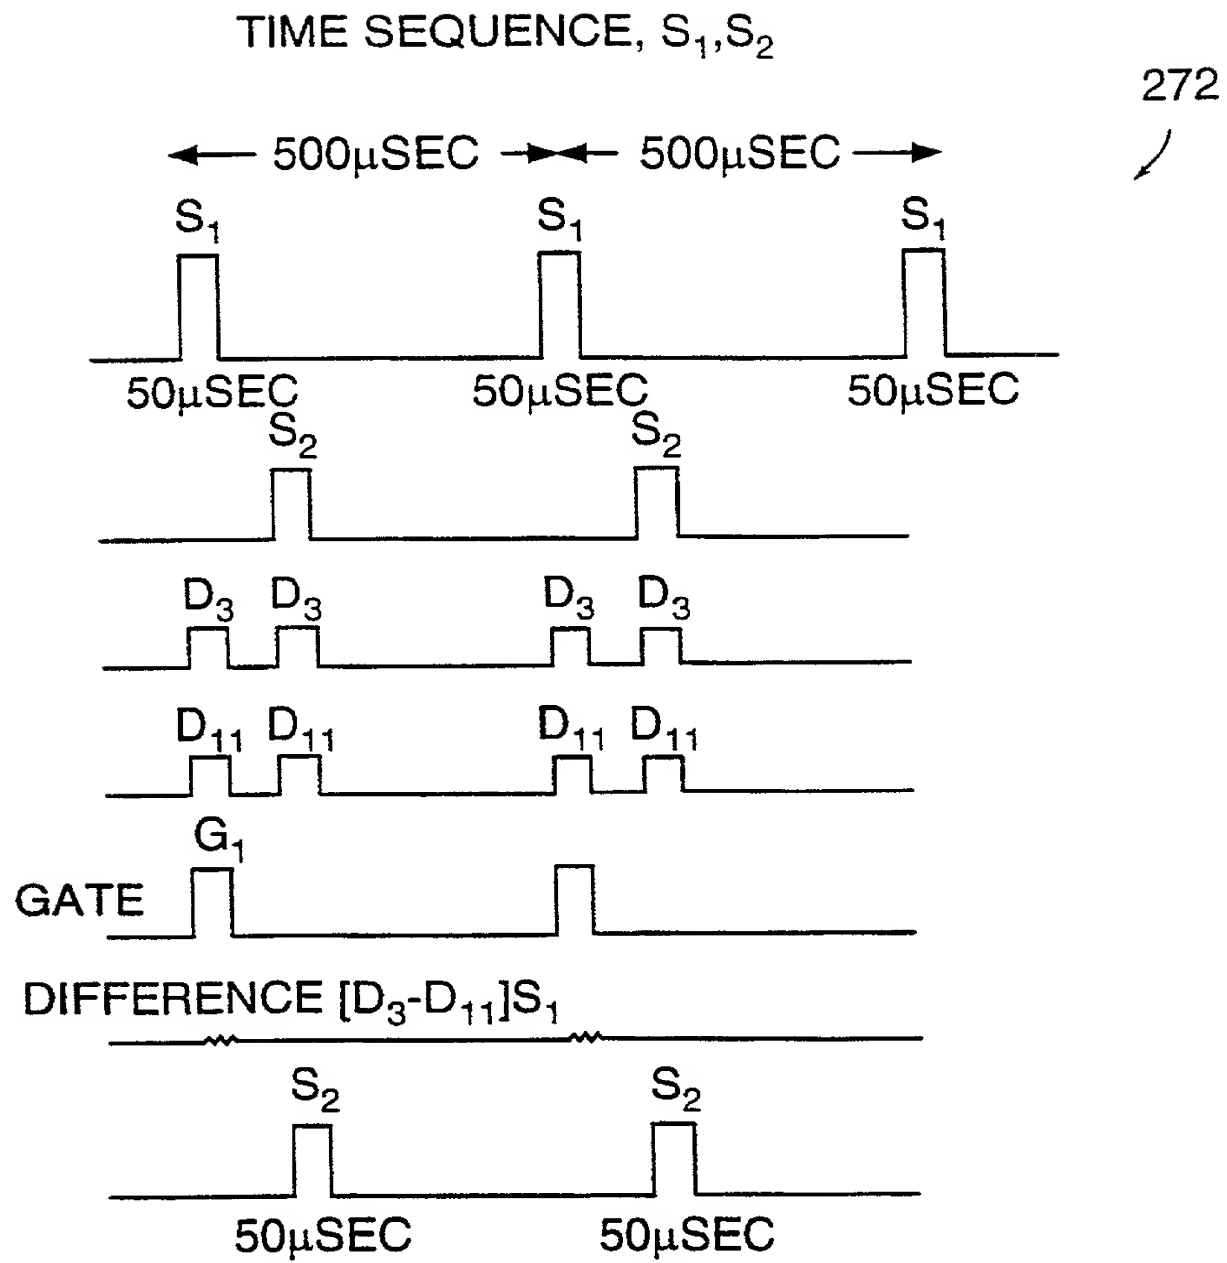 TIME SEQUENCE, S₁,S₂
272
500μSEC 500μSEC
S₁ S₁ S₁
50μSEC 50μSEC 50μSEC
S₂ S₂
D₃ D₃ D₃ D₃
D₁₁ D₁₁ D₁₁ D₁₁
G₁
GATE
DIFFERENCE [D₃-D₁₁]S₁
S₂ S₂
50μSEC 50μSEC